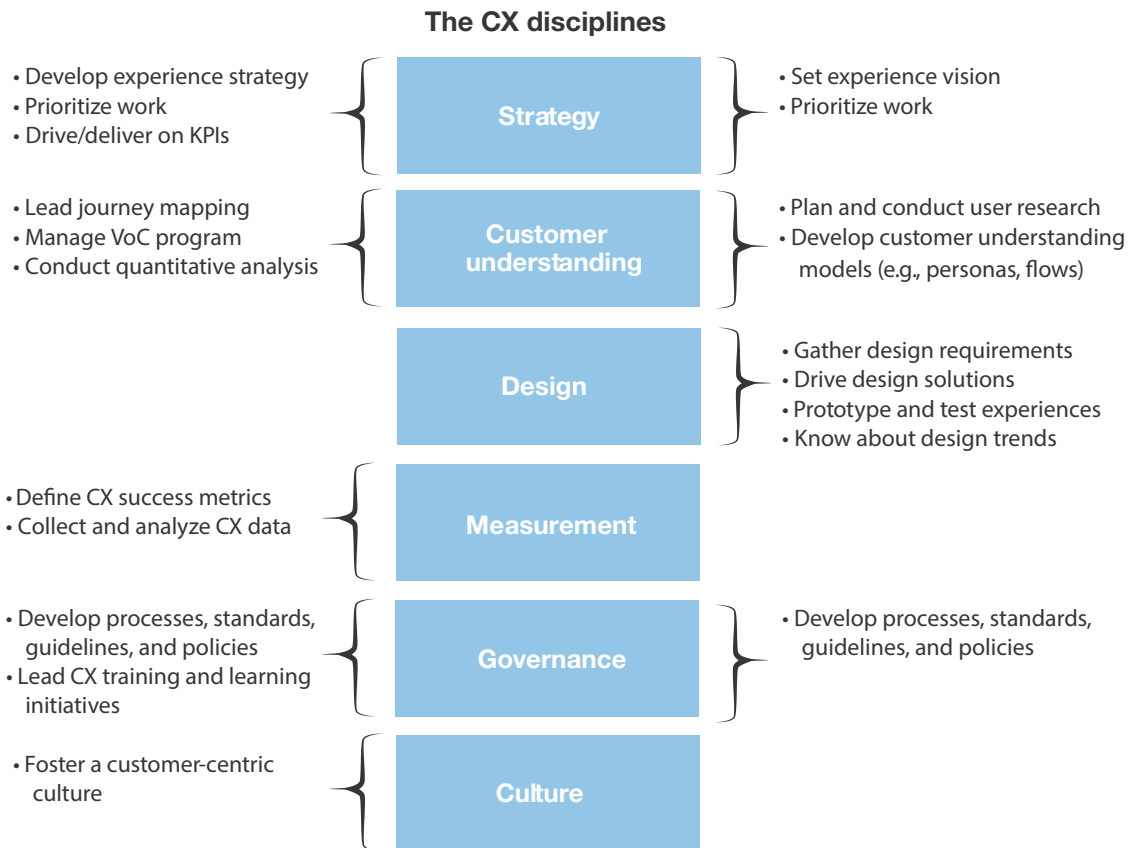 The CX disciplines
• Develop experience strategy
• Prioritize work
• Drive/deliver on KPIs
Strategy
• Set experience vision
• Prioritize work
• Lead journey mapping
• Manage VoC program
• Conduct quantitative analysis
Customer
understanding
• Plan and conduct user research
• Develop customer understanding
models (e.g., personas, flows)
Design
• Gather design requirements
• Drive design solutions
• Prototype and test experiences
• Know about design trends
• Define CX success metrics
• Collect and analyze CX data
Measurement
• Develop processes, standards,
guidelines, and policies
• Lead CX training and learning
initiatives
Governance
• Develop processes, standards,
guidelines, and policies
• Foster a customer-centric
culture
Culture